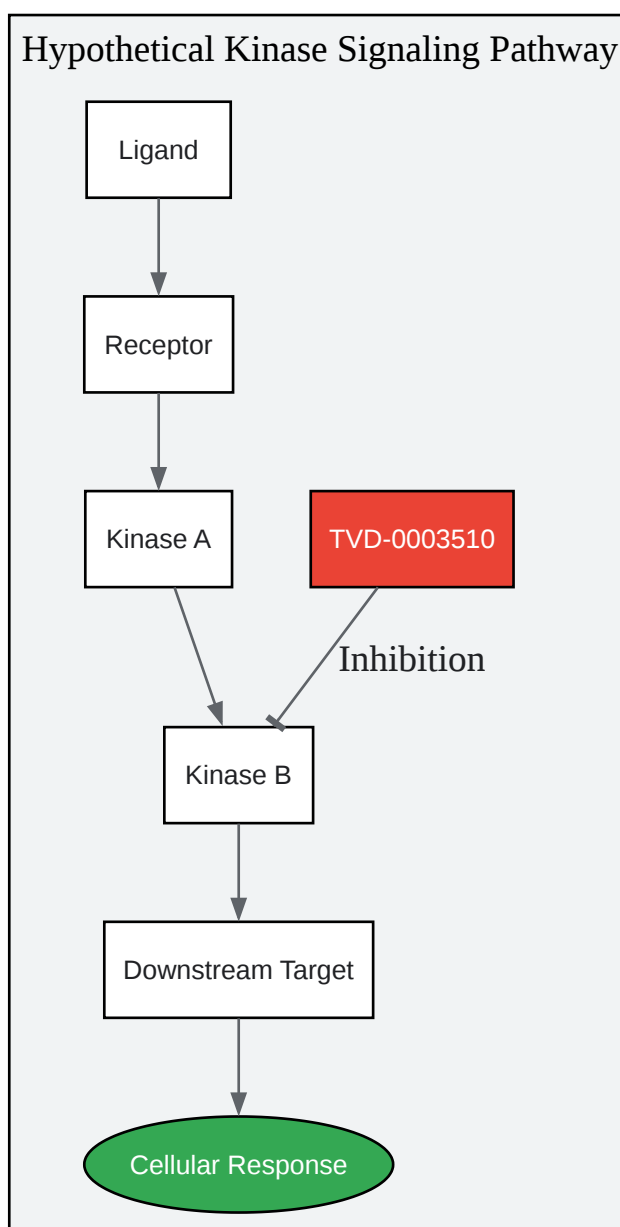 Hypothetical Kinase Signaling Pathway
Ligand
Receptor
Kinase A
TVD-0003510
Inhibition
Kinase B
Downstream Target
Cellular Response